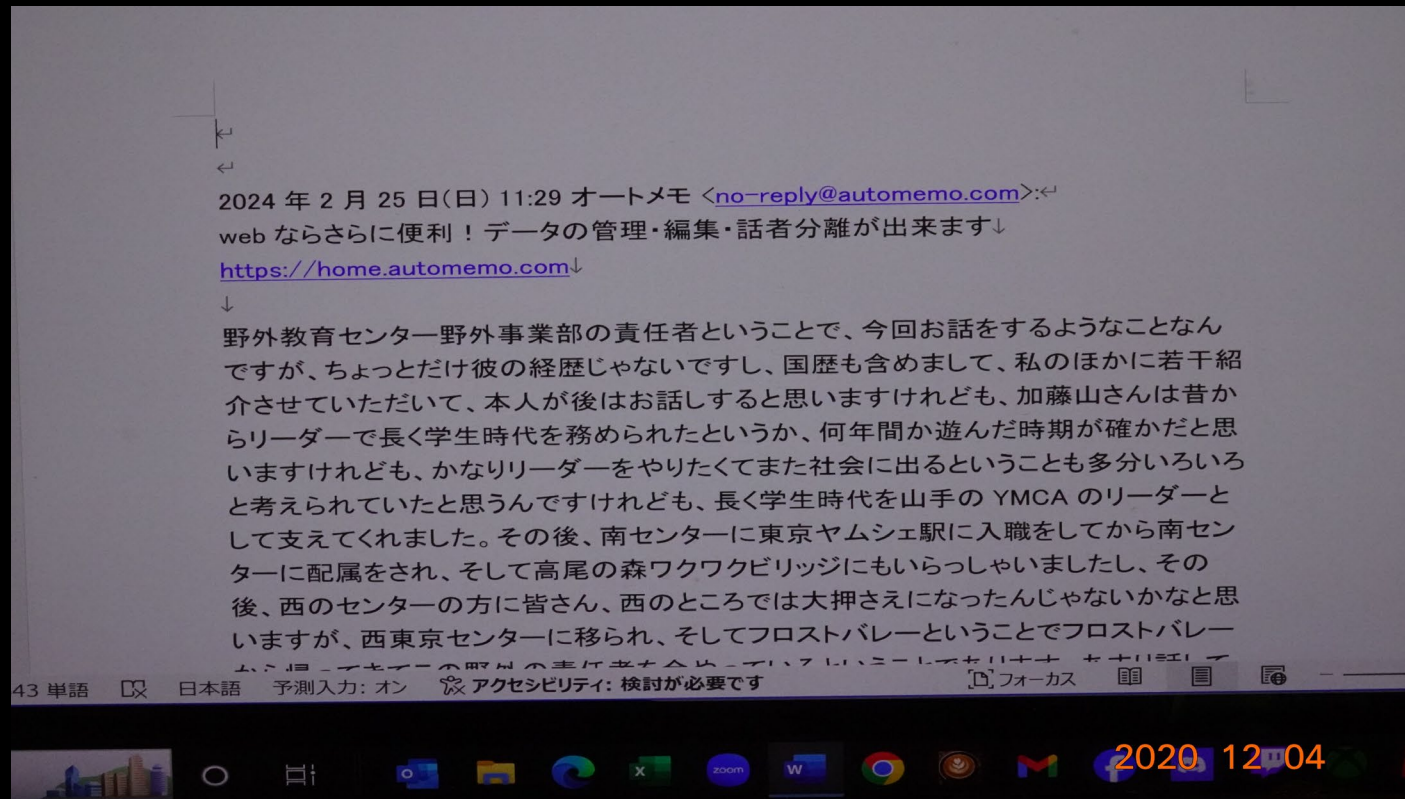 2024 年 2 月 25 日(日) 11:29 オートメモ <no-reply@automemo.com>:
web ならさらに便利！データの管理・編集・話者分離が出来ます↓
https://home.automemo.com↓
↓
野外教育センター野外事業部の責任者ということで、今回お話をするようなことなん
ですが、ちょっとだけ彼の経歴じゃないですし、国歴も含めまして、私のほかに若干紹
介させていただいて、本人が後はお話しすると思いますけれども、加藤山さんは昔か
らリーダーで長く学生時代を務められたというか、何年間か遊んだ時期が確かだと思
いますけれども、かなりリーダーをやりたくてまた社会に出るということも多分いろいろ
と考えられていたと思うんですけれども、長く学生時代を山手の YMCA のリーダーと
して支えてくれました。その後、南センターに東京ヤムシェ駅に入職をしてから南セン
ターに配属をされ、そして高尾の森ワクワクビリッジにもいらっしゃいましたし、その
後、西のセンターの方に皆さん、西のところでは大押さえになったんじゃないかなと思
いますが、西東京センターに移られ、そしてフロストバレーということでフロストバレー
43 単語 日本語 予測入力: オン アクセシビリティ: 検討が必要です フォーカス
zoom
2020 12 04